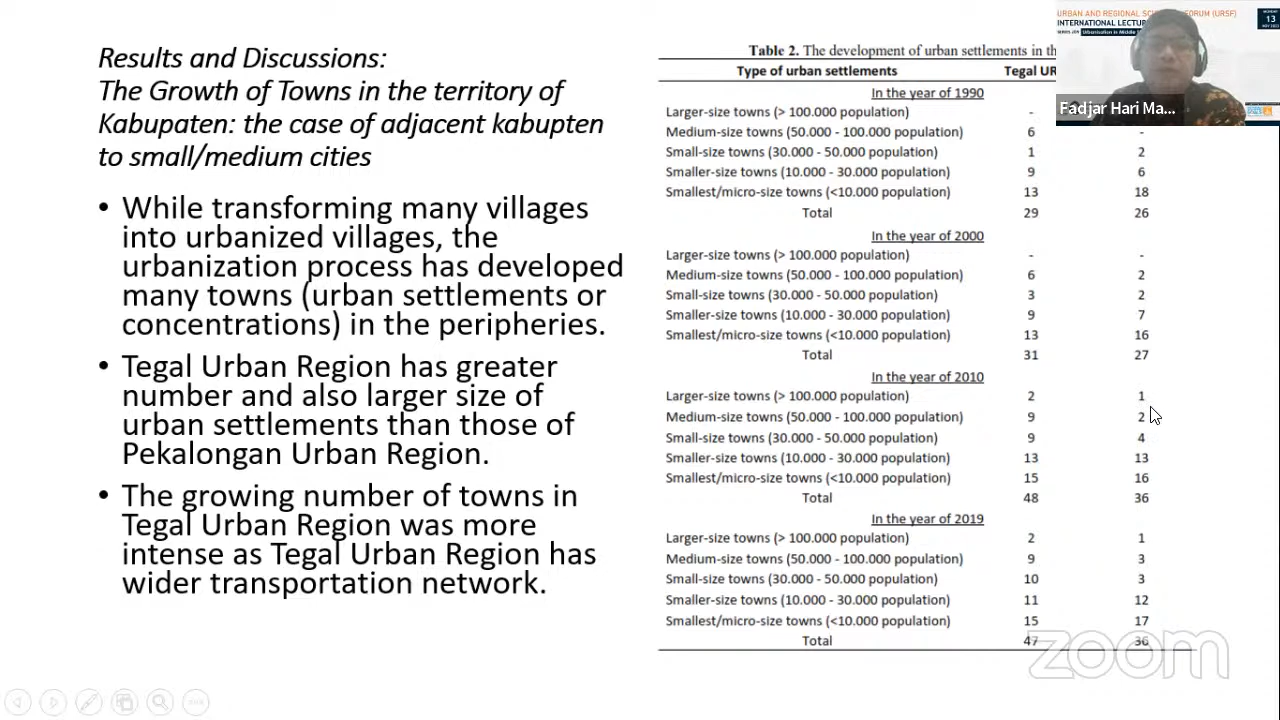 Results and Discussions:
The Growth of Towns in the territory of
Kabupaten: the case of adjacent kabupten
to small/medium cities
• While transforming many villages
into urbanized villages, the
urbanization process has developed
many towns (urban settlements or
concentrations) in the peripheries.
• Tegal Urban Region has greater
number and also larger size of
urban settlements than those of
Pekalongan Urban Region.
• The growing number of towns in
Tegal Urban Region was more
intense as Tegal Urban Region has
wider transportation network.
Table 2. The development of urban settlements in th
Type of urban settlements Tegal UR
In the year of 1990
Larger-size towns (> 100.000 population) -
Medium-size towns (50.000 - 100.000 population) 6 -
Small-size towns (30.000 - 50.000 population) 1 2
Smaller-size towns (10.000 - 30.000 population) 9 6
Smallest/micro-size towns (<10.000 population) 13 18
Total 29 26
In the year of 2000
Larger-size towns (> 100.000 population) - -
Medium-size towns (50.000 - 100.000 population) 6 2
Small-size towns (30.000 - 50.000 population) 3 2
Smaller-size towns (10.000 - 30.000 population) 9 7
Smallest/micro-size towns (<10.000 population) 13 16
Total 31 27
In the year of 2010
Larger-size towns (> 100.000 population) 2 1
Medium-size towns (50.000 - 100.000 population) 9 2
Small-size towns (30.000 - 50.000 population) 9 4
Smaller-size towns (10.000 - 30.000 population) 13 13
Smallest/micro-size towns (<10.000 population) 15 16
Total 48 36
In the year of 2019
Larger-size towns (> 100.000 population) 2 1
Medium-size towns (50.000 - 100.000 population) 9 3
Small-size towns (30.000 - 50.000 population) 10 3
Smaller-size towns (10.000 - 30.000 population) 11 12
Smallest/micro-size towns (<10.000 population) 15 17
Total 47 36
URBAN AND REGIONAL FORUM (URSF)
INTERNATIONAL LECTUR
13
Fadjar Hari Ma...
zoom